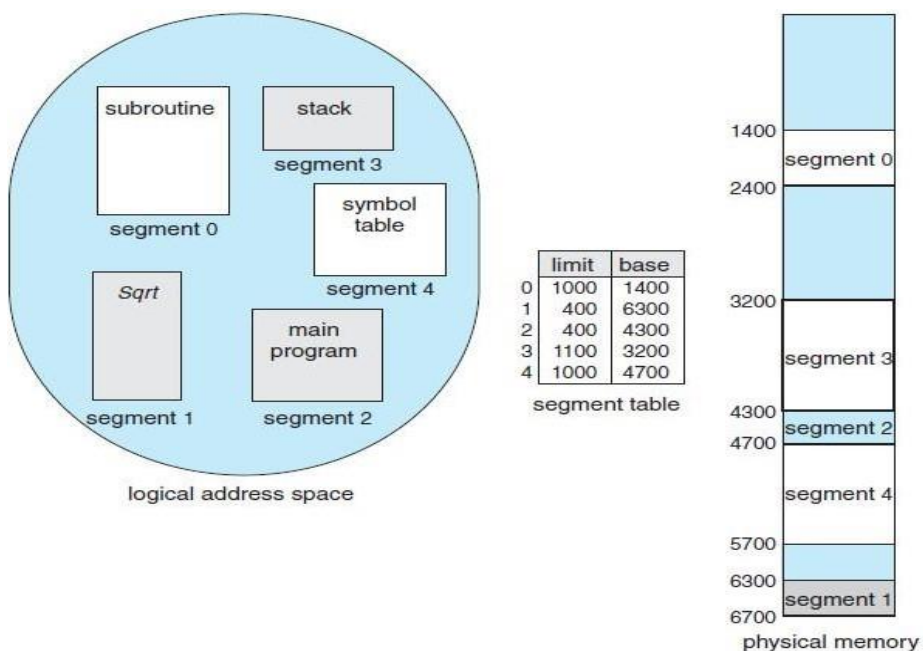 subroutine
stack
segment 3
segment 0
symbol
table
segment 4
Sqrt
main
program
segment 1
segment 2
logical address space
limit base
0 1000 1400
1 400 6300
2 400 4300
3 1100 3200
4 1000 4700
segment table
1400
segment 0
2400
3200
segment 3
4300
segment 2
4700
segment 4
5700
6300
segment 1
6700
physical memory